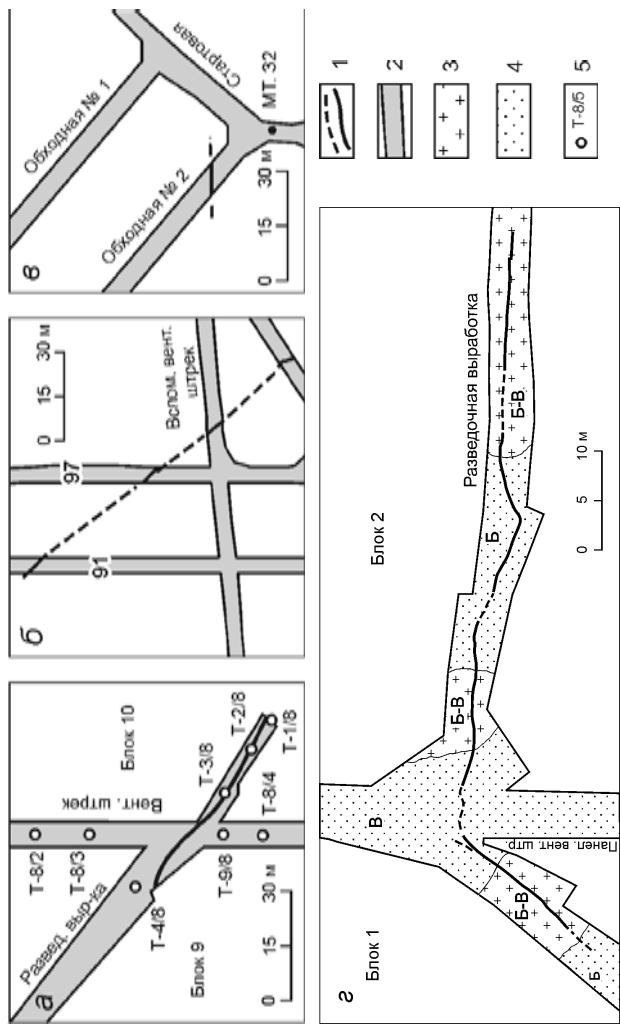 а
Развед. выр-ка
Вент. штрек
Блок 10
Блок 9
Т-8/2
Т-8/3
Т-4/8
Т-3/8
Т-2/8
Т-1/8
Т-9/8
Т-8/4
0 15 30 м
б
91
97
Вспом. вент.
штрек
0 15 30 м
в
Обходная № 1
Обходная № 2
Стартовая
МТ. 32
0 15 30 м
г
Блок 1
Блок 2
Разведочная выработка
Панел. вент. штр.
В
Б-В
Б
Б-В
Б
Б-В
0 5 10 м
1
2
3
4
Т-8/5 5